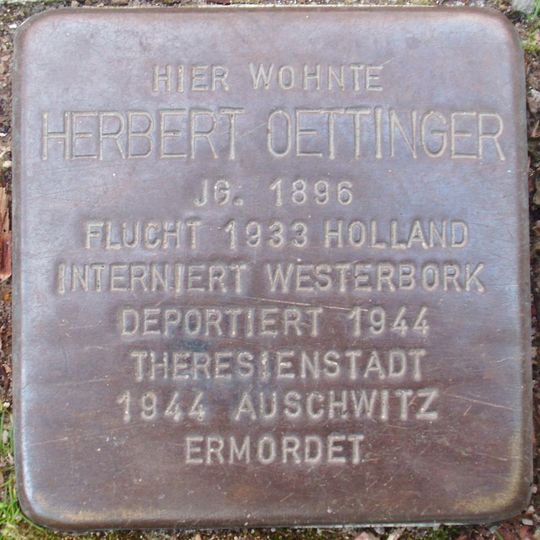 HIER WOHNTE
HERBERT OETTINGER
JG. 1896
FLUCHT 1933 HOLLAND
INTERNIERT WESTERBORK
DEPORTIERT 1944
THERESIENSTADT
1944 AUSCHWITZ
ERMORDET